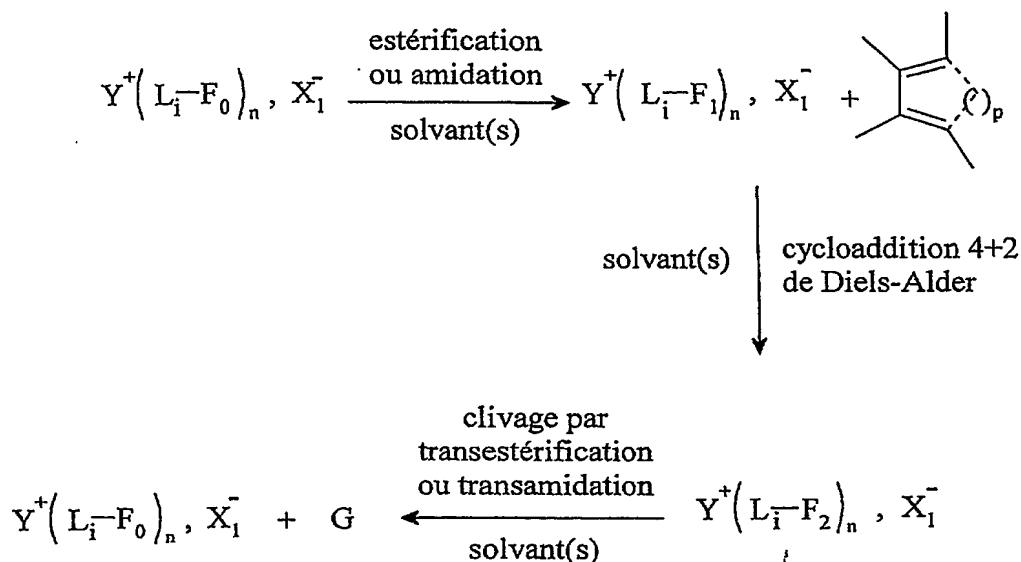 estérification
ou amidation
Y⁺(Lᵢ—F₀)ₙ , X₁⁻
solvant(s)
Y⁺(Lᵢ—F₁)ₙ , X₁⁻ + ( )ₚ
solvant(s)
cycloaddition 4+2
de Diels-Alder
clivage par
transestérification
ou transamidation
Y⁺(Lᵢ—F₀)ₙ , X₁⁻ + G
solvant(s)
Y⁺(Lᵢ—F₂)ₙ , X₁⁻